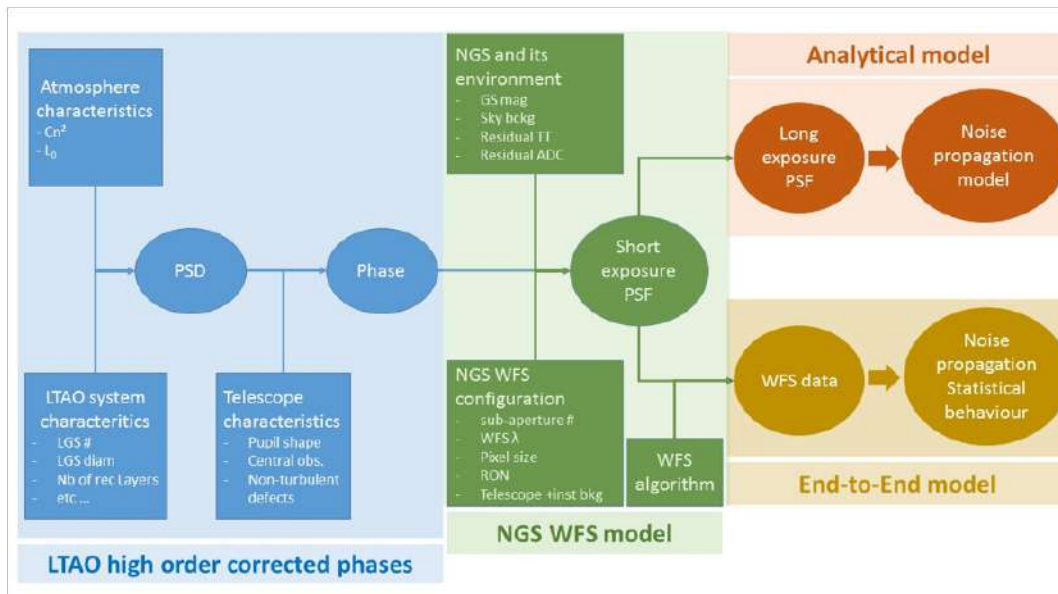 Atmosphere
characteristics
- Cn²
- L₀
PSD
Phase
LTAO system
characteritics
- LGS #
- LGS diam
- Nb of rec Layers
- etc ...
Telescope
characteristics
- Pupil shape
- Central obs.
- Non-turbulent
defects
LTAO high order corrected phases
NGS and its
environment
- GS mag
- Sky bckg
- Residual TT
- Residual ADC
Short
exposure
PSF
NGS WFS
configuration
- sub-aperture #
- WFS λ
- Pixel size
- RON
- Telescope +inst bkg
WFS
algorithm
NGS WFS model
Analytical model
Long
exposure
PSF
Noise
propagation
model
WFS data
Noise
propagation
Statistical
behaviour
End-to-End model